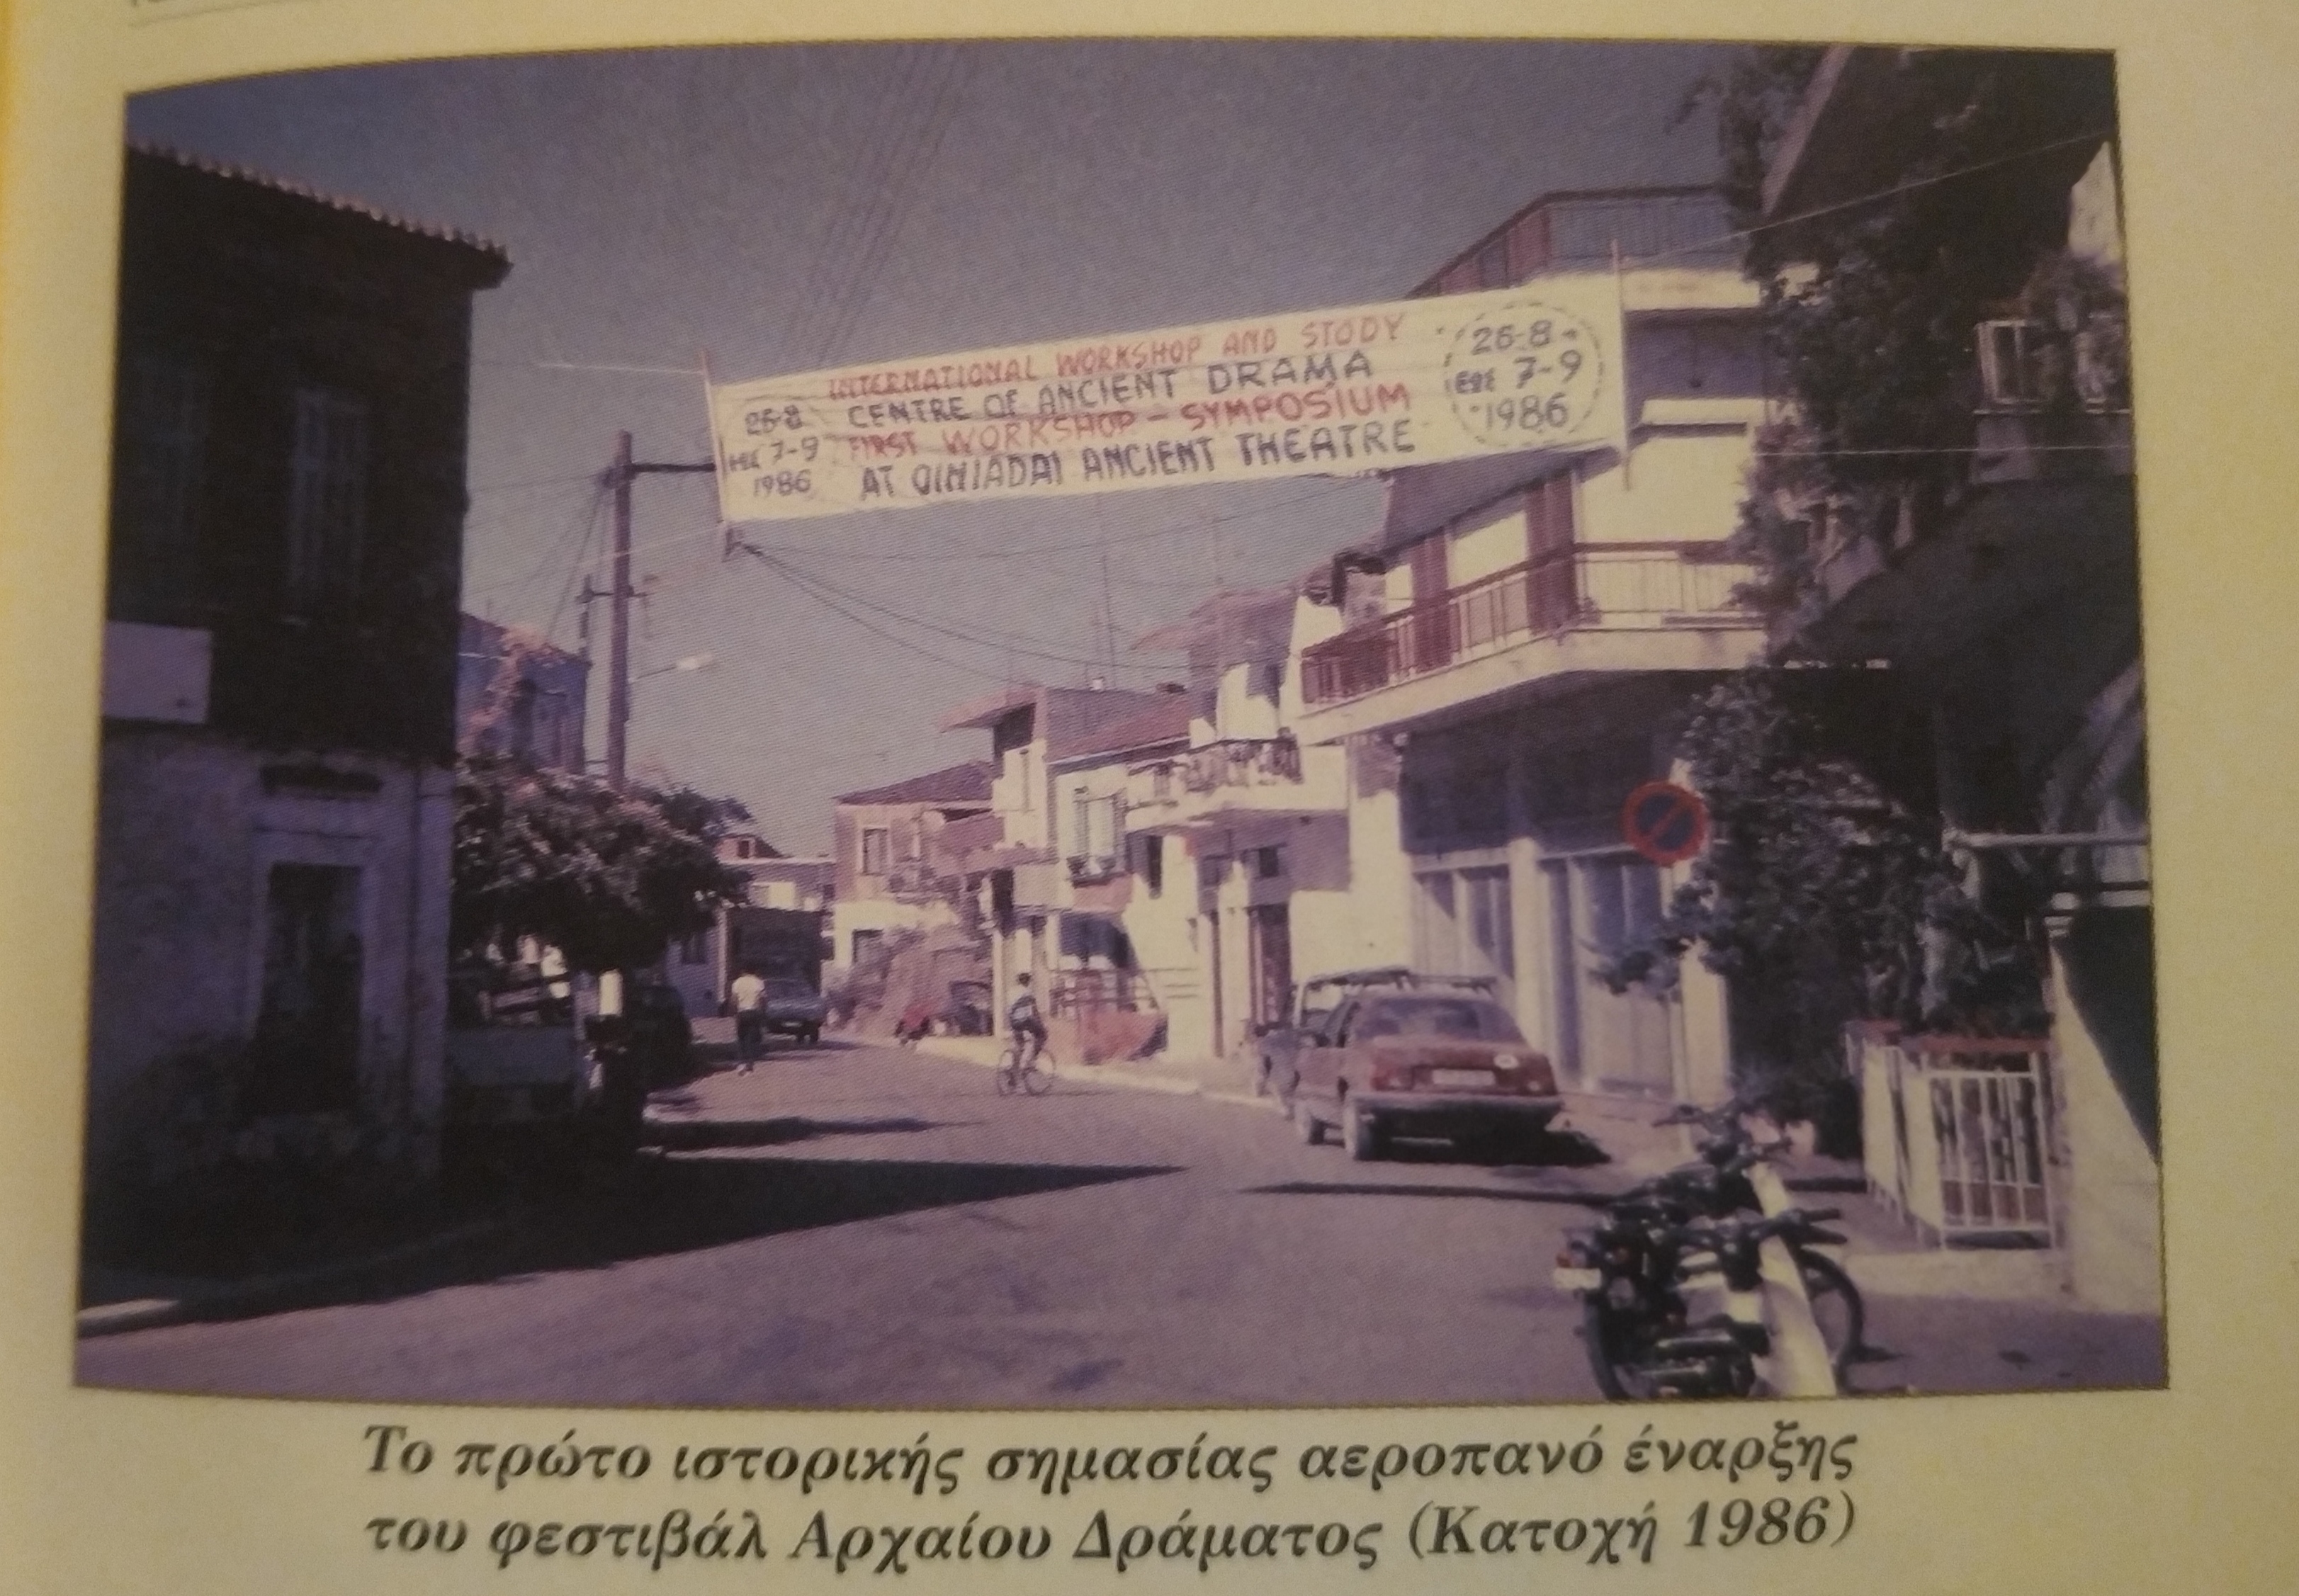 INTERNATIONAL WORKSHOP AND STUDY
CENTRE OF ANCIENT DRAMA
FIRST WORKSHOP - SYMPOSIUM
AT OINIADAI ANCIENT THEATRE
26-8
7-9
1986
26-8 -
7-9
1986
Το πρώτο ιστορικής σημασίας αεροπανό έναρξης
του φεστιβάλ Αρχαίου Δράματος (Κατοχή 1986)